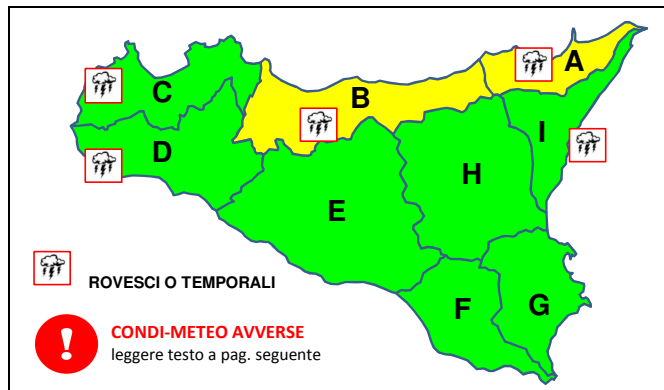 A
C
B
I
D
H
E
ROVESCI O TEMPORALI
F
G
!
CONDI-METEO AVVERSE
leggere testo a pag. seguente